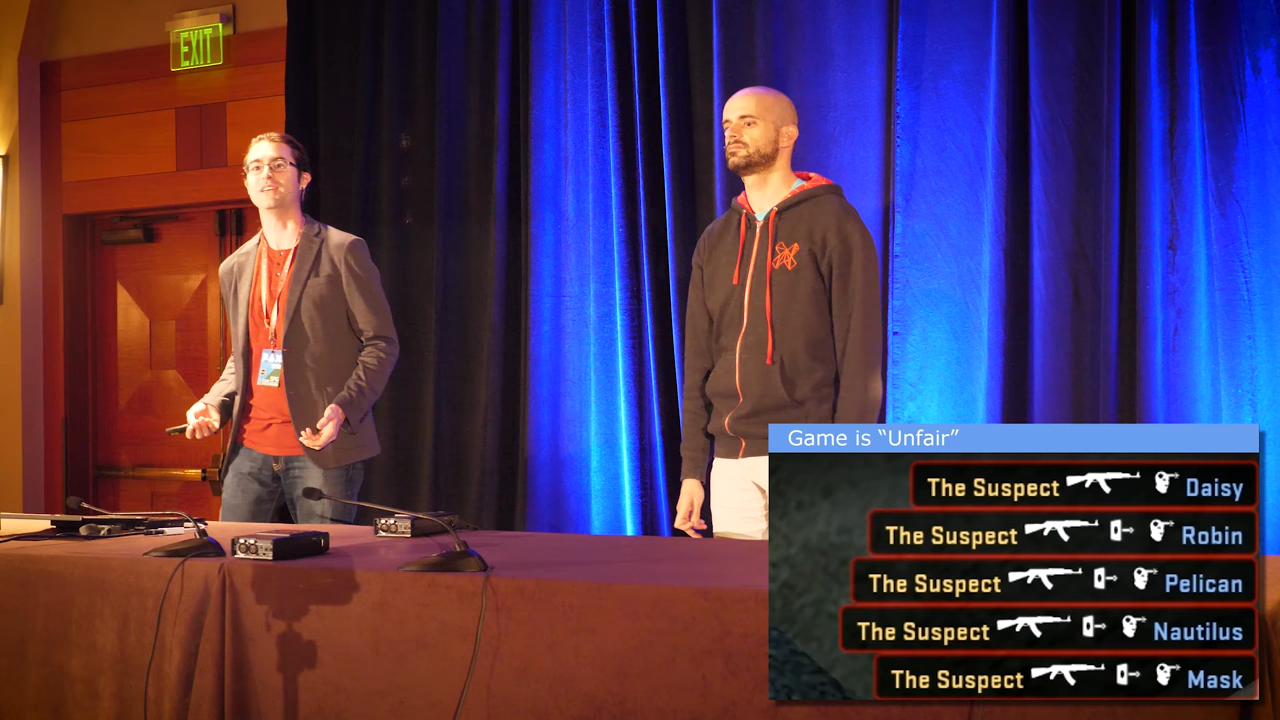 EXIT
Game is “Unfair”
The Suspect Daisy
The Suspect Robin
The Suspect Pelican
The Suspect Nautilus
The Suspect Mask